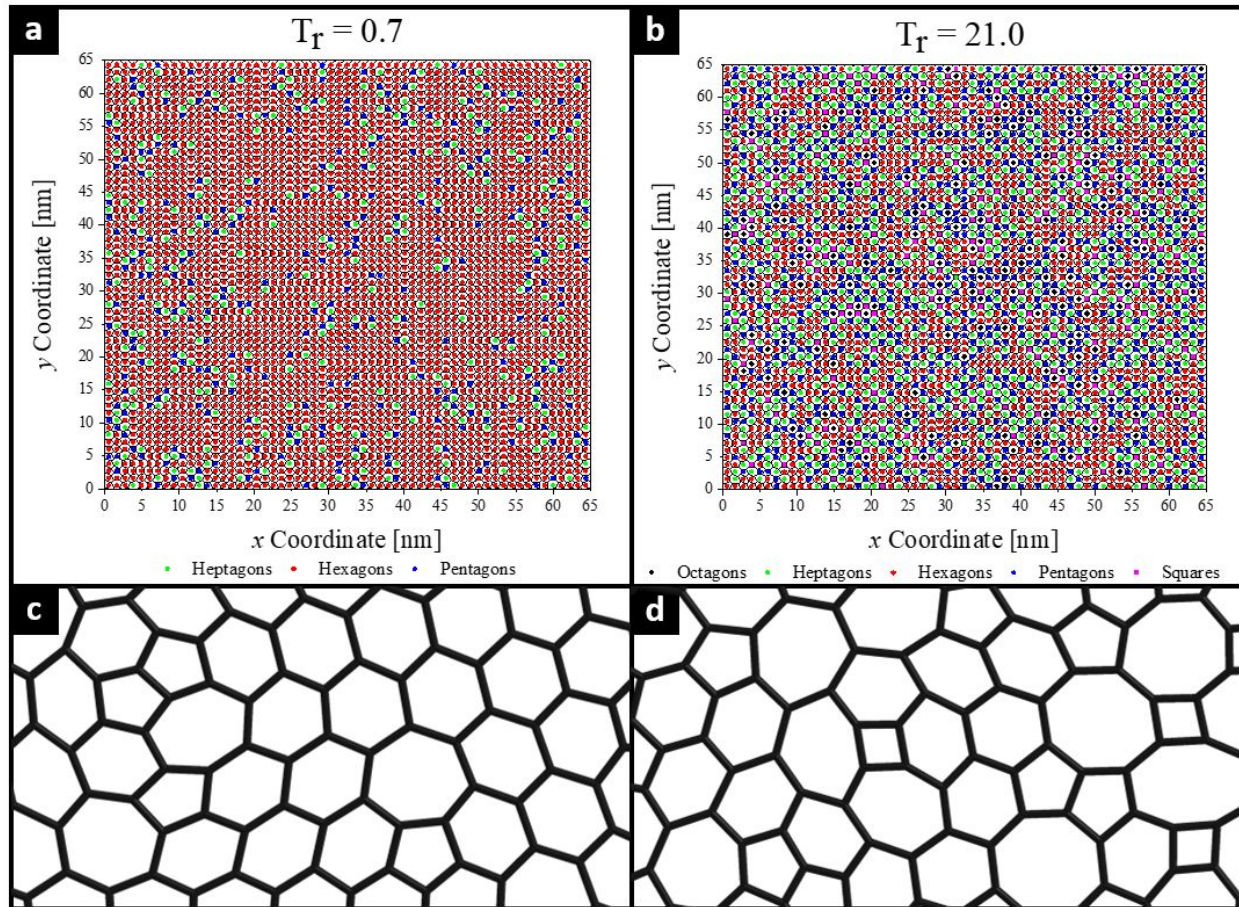 a
T_r = 0.7
65
60
55
50
45
40
35
30
25
20
15
10
5
0
y Coordinate [nm]
0 5 10 15 20 25 30 35 40 45 50 55 60 65
x Coordinate [nm]
Heptagons Hexagons Pentagons
b
T_r = 21.0
65
60
55
50
45
40
35
30
25
20
15
10
5
0
y Coordinate [nm]
0 5 10 15 20 25 30 35 40 45 50 55 60 65
x Coordinate [nm]
Octagons Heptagons Hexagons Pentagons Squares
c
d